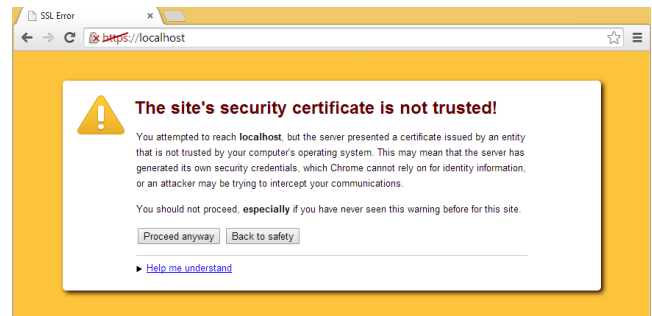 SSL Error
https://localhost
The site's security certificate is not trusted!
You attempted to reach localhost, but the server presented a certificate issued by an entity
that is not trusted by your computer's operating system. This may mean that the server has
generated its own security credentials, which Chrome cannot rely on for identity information,
or an attacker may be trying to intercept your communications.
You should not proceed, especially if you have never seen this warning before for this site.
Proceed anyway Back to safety
Help me understand